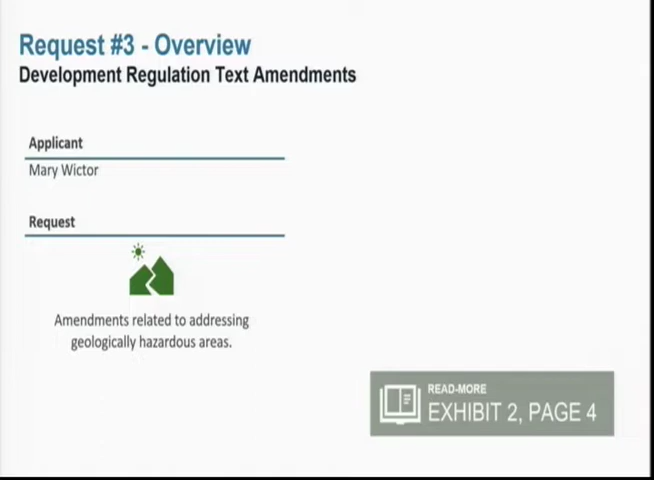 Request #3 - Overview
Development Regulation Text Amendments
Applicant
Mary Wictor
Request
Amendments related to addressing
geologically hazardous areas.
READ-MORE
EXHIBIT 2, PAGE 4